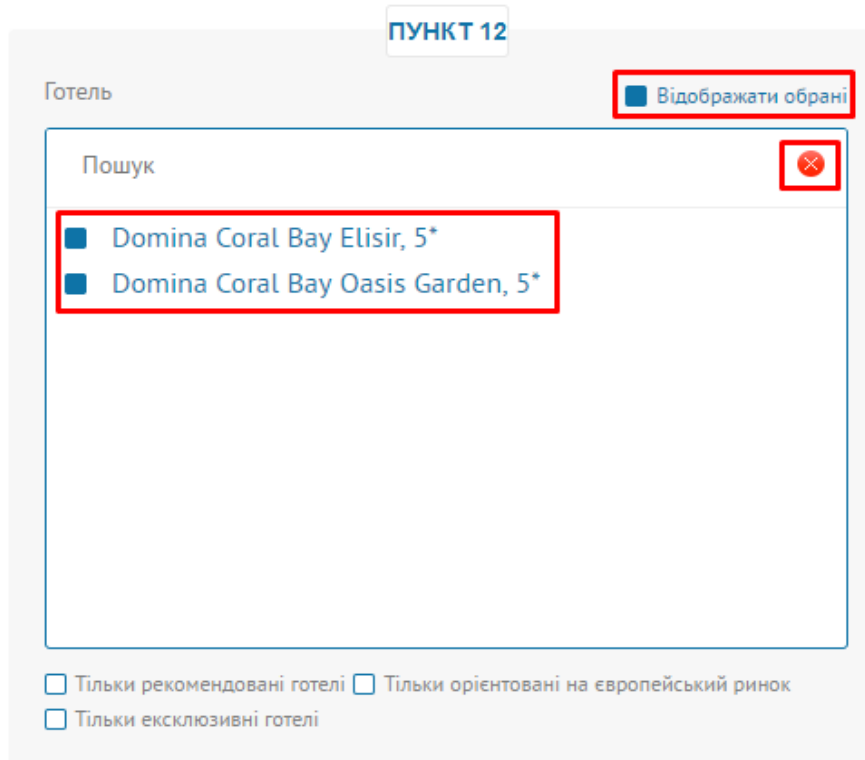 ПУНКТ 12
Готель Відображати обрані
Пошук
Domina Coral Bay Elisir, 5*
Domina Coral Bay Oasis Garden, 5*
Тільки рекомендовані готелі Тільки орієнтовані на європейський ринок
Тільки ексклюзивні готелі